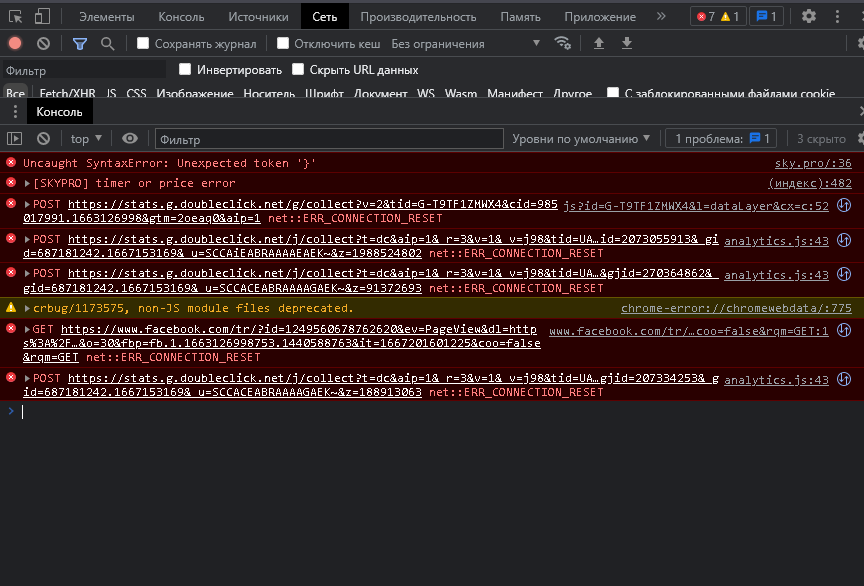 Элементы Консоль Источники Сеть Производительность Память Приложение » 7 1 1
Сохранять журнал Отключить кеш Без ограничения
Фильтр Инвертировать Скрыть URL данных
Все Fetch/XHR JS CSS Изображение Носитель Шрифт Документ WS Wasm Манифест Другое С заблокированными файлами cookie
Консоль
top Фильтр Уровни по умолчанию 1 проблема: 1 3 скрыто
Uncaught SyntaxError: Unexpected token '}' sky.pro/:36
[SKYPRO] timer or price error (индекс):482
POST https://stats.g.doubleclick.net/g/collect?v=2&tid=G-T9TF1ZMWX4&cid=985 js?id=G-T9TF1ZMWX4&l=dataLayer&cx=c:52
017991.1663126998&gtm=2oeaq0&aip=1 net::ERR_CONNECTION_RESET
POST https://stats.g.doubleclick.net/j/collect?t=dc&aip=1&_r=3&v=1&_v=j98&tid=UA…id=2073055913&_gi analytics.js:43
d=687181242.1667153169&_u=SCCAiEABRAAAAEAEK~&z=1988524802 net::ERR_CONNECTION_RESET
POST https://stats.g.doubleclick.net/j/collect?t=dc&aip=1&_r=3&v=1&_v=j98&tid=UA…&gjid=270364862&_ analytics.js:43
gid=687181242.1667153169&_u=SCCACEABRAAAAGAEK~&z=91372693 net::ERR_CONNECTION_RESET
crbug/1173575, non-JS module files deprecated. chrome-error://chromewebdata/:775
GET https://www.facebook.com/tr/?id=1249560678762620&ev=PageView&dl=http www.facebook.com/tr/…coo=false&rqm=GET:1
s%3A%2F…&o=30&fbp=fb.1.1663126998753.1440588763&it=1667201601225&coo=false
&rqm=GET net::ERR_CONNECTION_RESET
POST https://stats.g.doubleclick.net/j/collect?t=dc&aip=1&_r=3&v=1&_v=j98&tid=UA…gjid=207334253&_g analytics.js:43
id=687181242.1667153169&_u=SCCACEABRAAAAGAEK~&z=188913063 net::ERR_CONNECTION_RESET